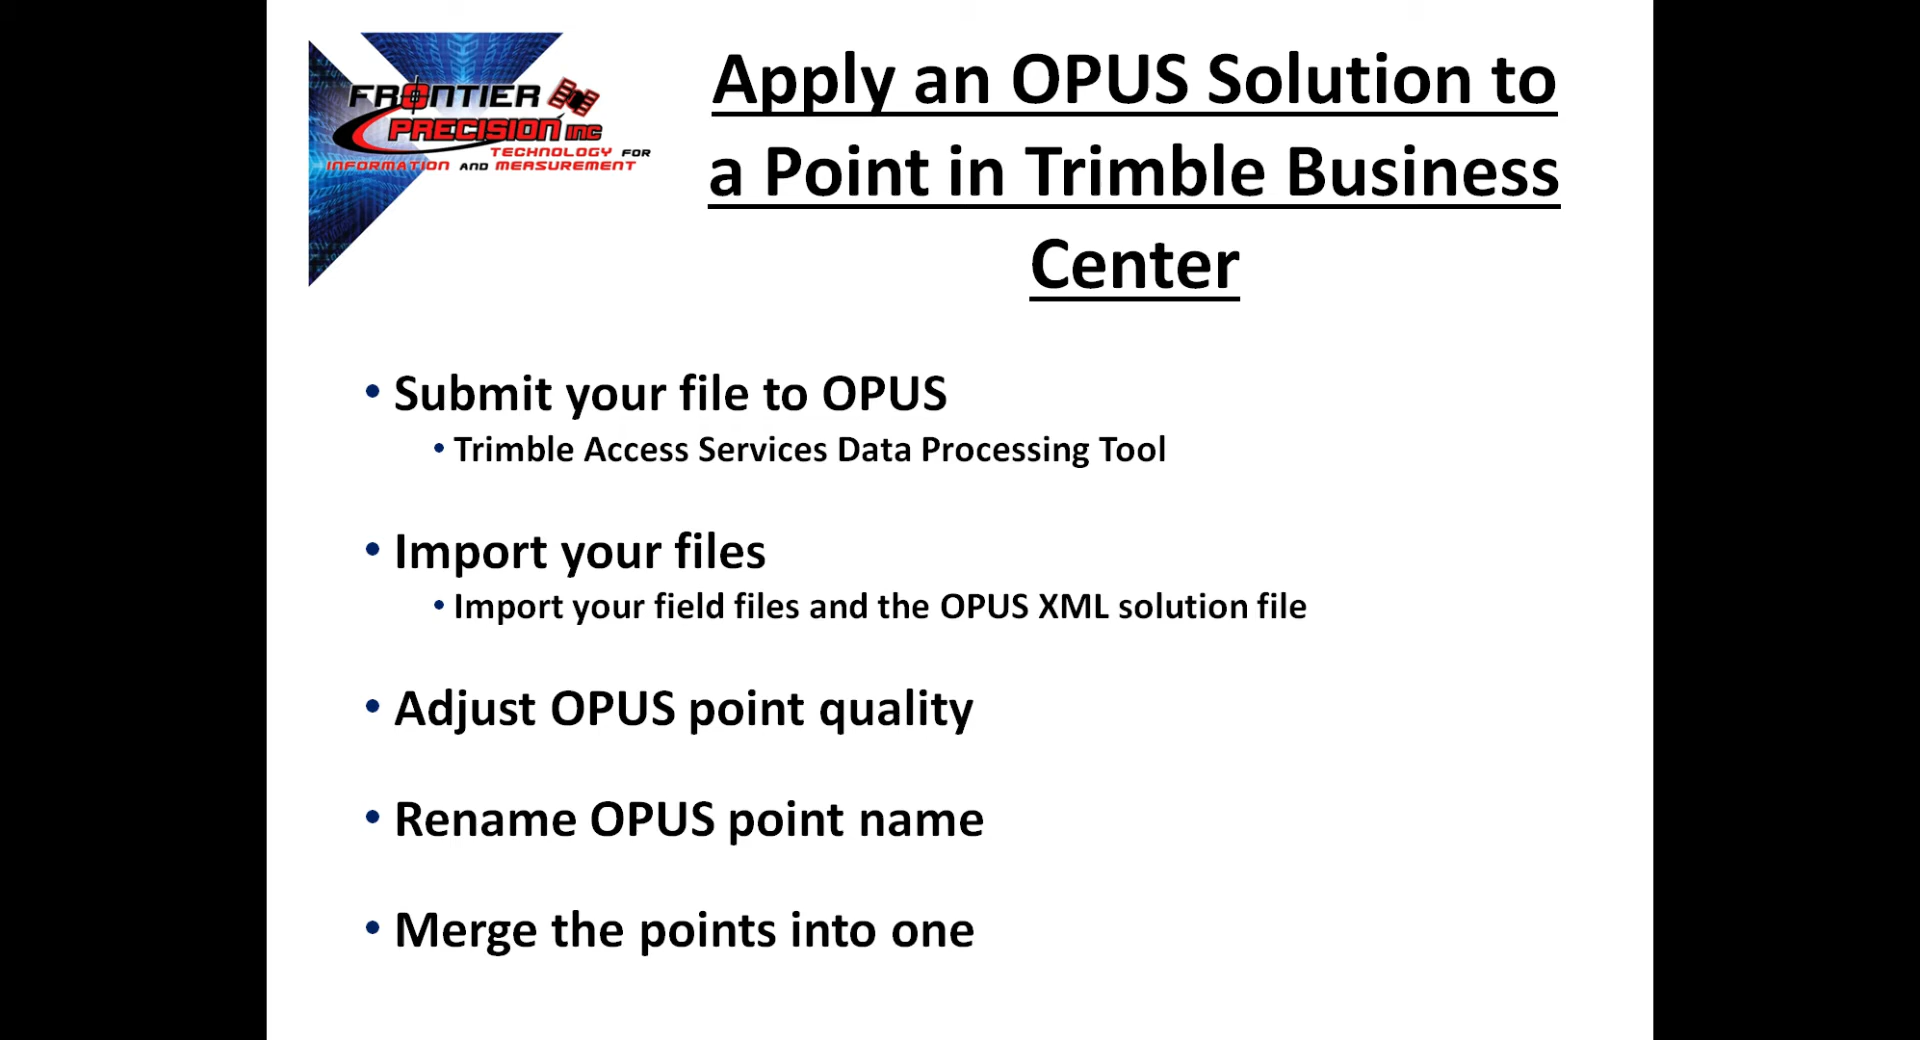 FRONTIER
PRECISION INC
TECHNOLOGY FOR
INFORMATION AND MEASUREMENT
Apply an OPUS Solution to
a Point in Trimble Business
Center
• Submit your file to OPUS
• Trimble Access Services Data Processing Tool
• Import your files
• Import your field files and the OPUS XML solution file
• Adjust OPUS point quality
• Rename OPUS point name
• Merge the points into one